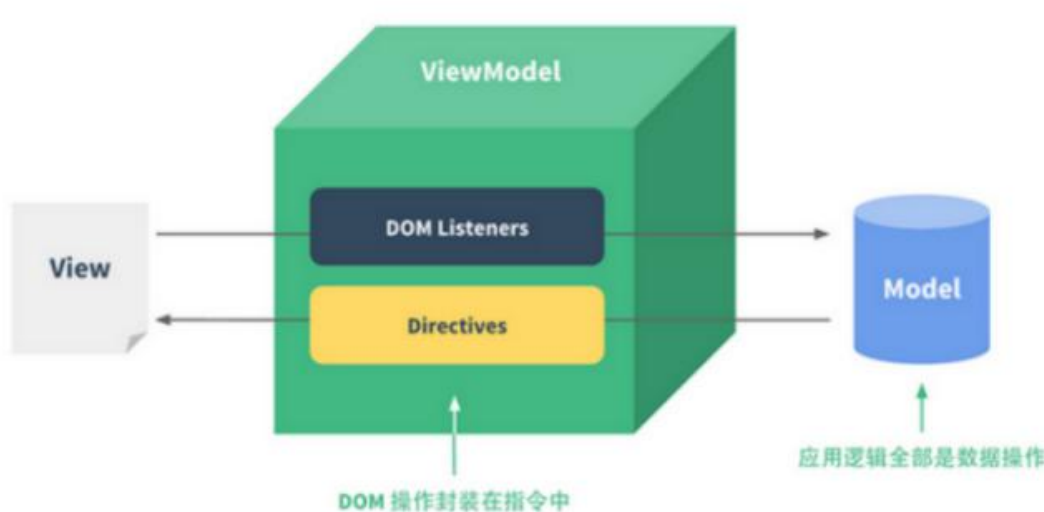 ViewModel
DOM Listeners
View
Model
Directives
应用逻辑全部是数据操作
DOM 操作封装在指令中